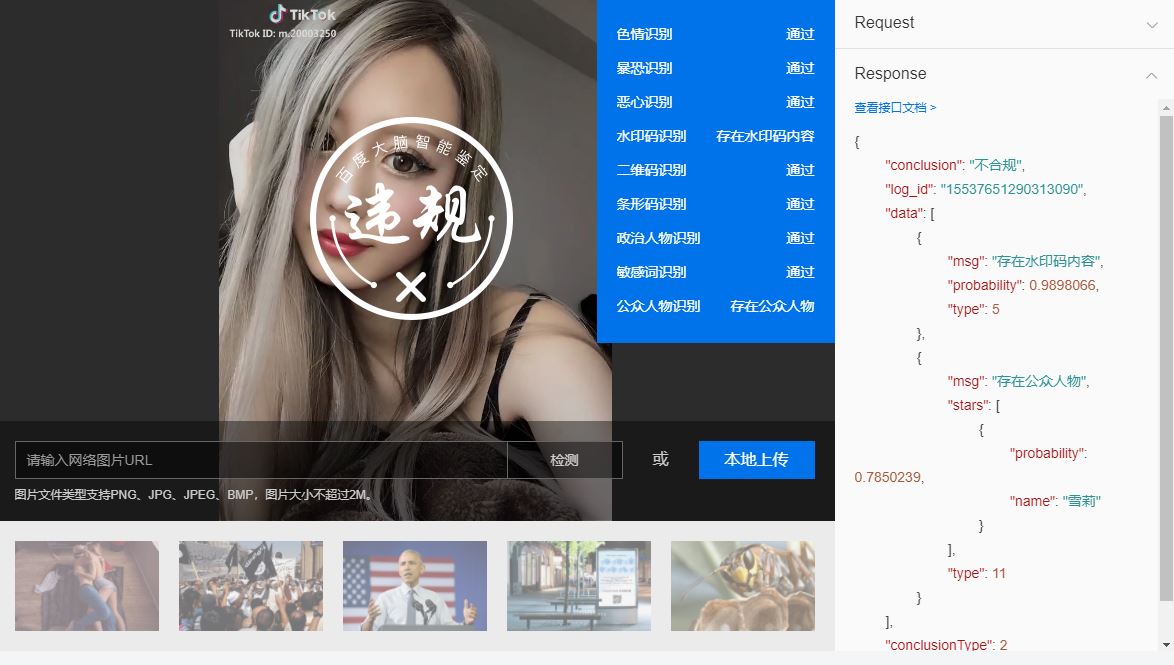 TikTok
TikTok ID: m.20003250
百度大脑智能鉴定
违规
色情识别 通过
暴恐识别 通过
恶心识别 通过
水印码识别 存在水印码内容
二维码识别 通过
条形码识别 通过
政治人物识别 通过
敏感词识别 通过
公众人物识别 存在公众人物
请输入网络图片URL 检测 或 本地上传
图片文件类型支持PNG、JPG、JPEG、BMP，图片大小不超过2M。
Request
Response
查看接口文档 >
{
"conclusion": "不合规",
"log_id": "15537651290313090",
"data": [
{
"msg": "存在水印码内容",
"probability": 0.9898066,
"type": 5
},
{
"msg": "存在公众人物",
"stars": [
{
"probability":
0.7850239,
"name": "雪莉"
}
],
"type": 11
}
],
"conclusionType": 2